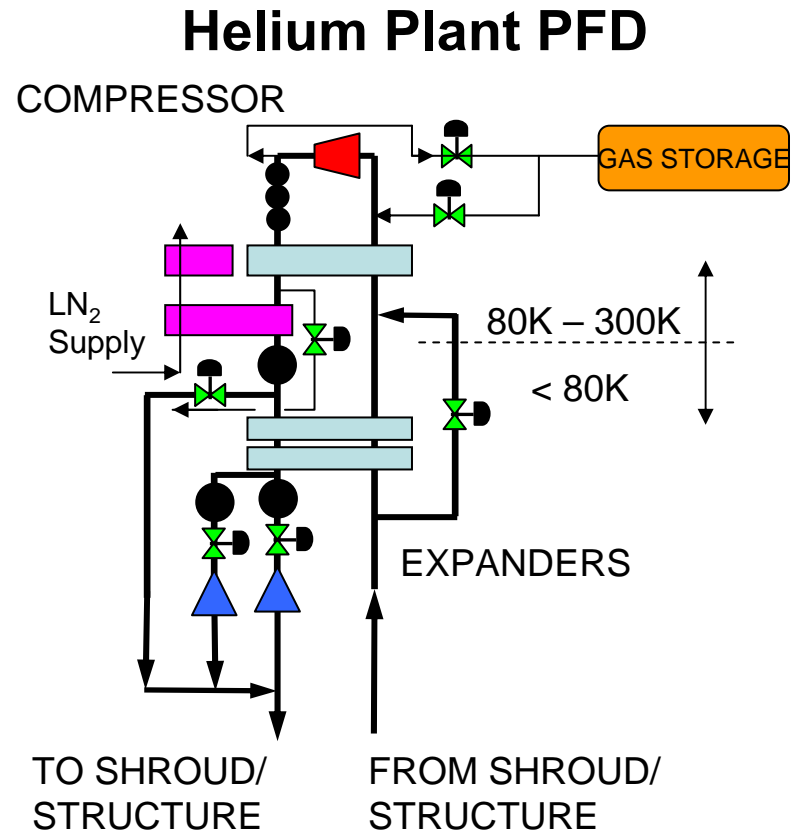 Helium Plant PFD
COMPRESSOR
GAS STORAGE
LN₂
Supply
80K – 300K
< 80K
EXPANDERS
TO SHROUD/
STRUCTURE
FROM SHROUD/
STRUCTURE